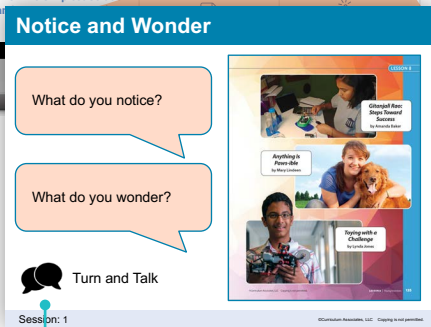 Notice and Wonder
What do you notice?
What do you wonder?
Turn and Talk
LESSON 6
Gitanjali Rao:
Steps Toward
Success
by Amanda Baker
Anything is
Paws-ible
by Mary Lindeen
Toying with a
Challenge
by Lynda Jones
Session: 1
©Curriculum Associates, LLC Copying is not permitted.